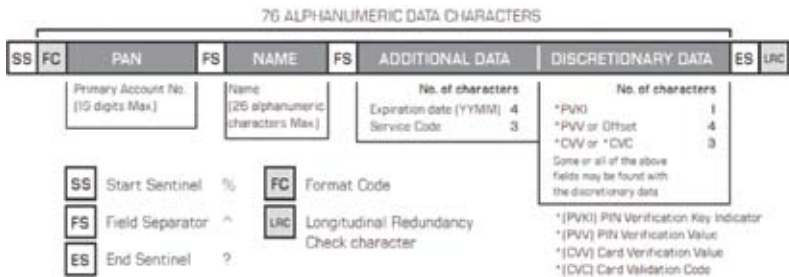 76 ALPHANUMERIC DATA CHARACTERS
SS FC PAN FS NAME FS ADDITIONAL DATA DISCRETIONARY DATA ES LRC
Primary Account No.
(19 digits Max.)
Name
(26 alphanumeric
characters Max.)
No. of characters
Expiration date (YYMM) 4
Service Code 3
No. of characters
*PVKI 1
*PVV or Offset 4
*CVV or *CVC 3
Some or all of the above
fields may be found with
the discretionary data
SS Start Sentinel %
FC Format Code
FS Field Separator ^
LRC Longitudinal Redundancy
Check character
ES End Sentinel ?
*(PVKI) PIN Verification Key Indicator
*(PVV) PIN Verification Value
*(CVV) Card Verification Value
*(CVC) Card Validation Code